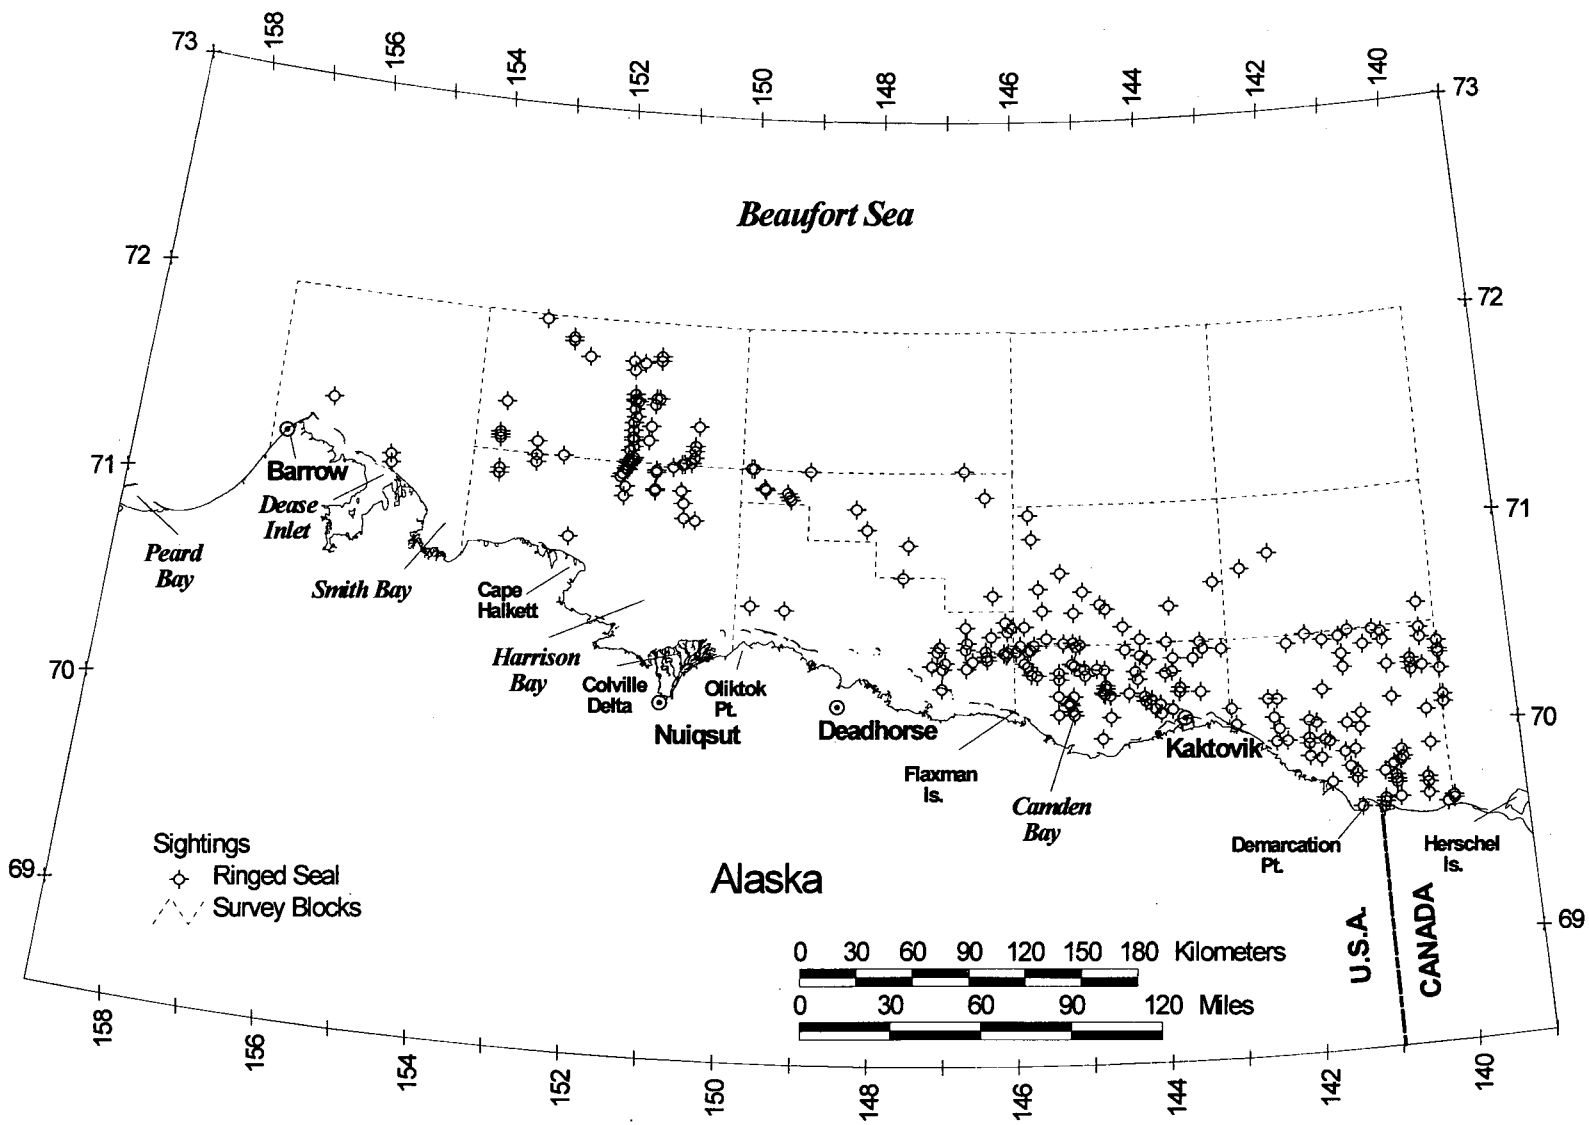 158
156
154
152
150
148
146
144
142
140
73
73
Beaufort Sea
72
72
71
71
Barrow
Dease
Inlet
Peard
Bay
Smith Bay
Cape
Halkett
Harrison
Bay
Colville
Delta
Oliktok
Pt.
Nuiqsut
Deadhorse
Flaxman
Is.
Camden
Bay
Kaktovik
Demarcation
Pt.
Herschel
Is.
70
70
69
69
Sightings
Ringed Seal
Survey Blocks
Alaska
U.S.A.
CANADA
0 30 60 90 120 150 180 Kilometers
0 30 60 90 120 Miles
158
156
154
152
150
148
146
144
142
140